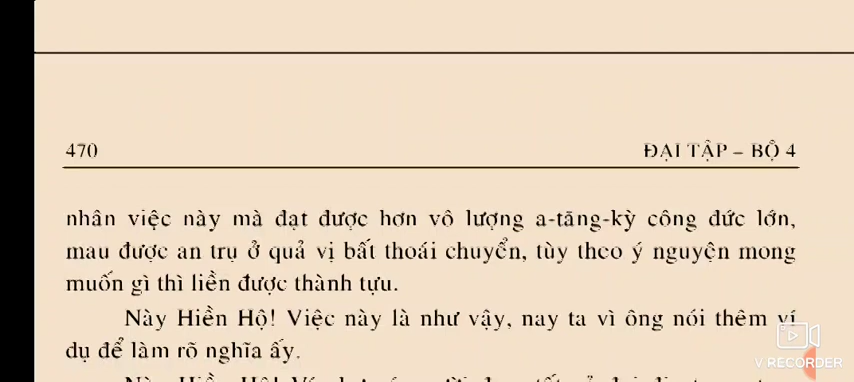 470 ĐẠI TẬP – BỘ 4
nhân việc này mà đạt được hơn vô lượng a-tăng-kỳ công đức lớn,
mau được an trụ ở quả vị bất thoái chuyển, tùy theo ý nguyện mong
muốn gì thì liền được thành tựu.
Này Hiền Hộ! Việc này là như vậy, nay ta vì ông nói thêm ví
dụ để làm rõ nghĩa ấy.
Này Hiền Hộ!
V RECORDER